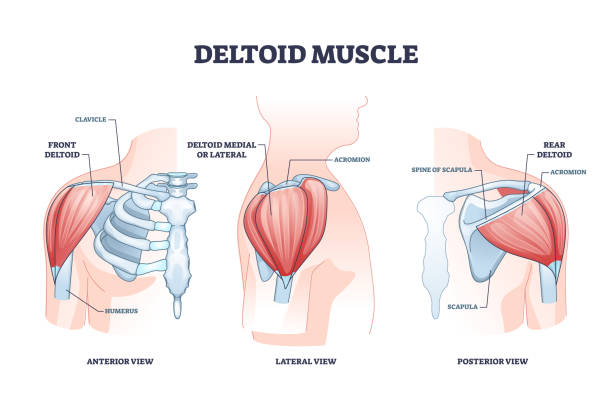 DELTOID MUSCLE
CLAVICLE
FRONT
DELTOID
HUMERUS
ANTERIOR VIEW
DELTOID MEDIAL
OR LATERAL
ACROMION
LATERAL VIEW
SPINE OF SCAPULA
REAR
DELTOID
ACROMION
SCAPULA
POSTERIOR VIEW